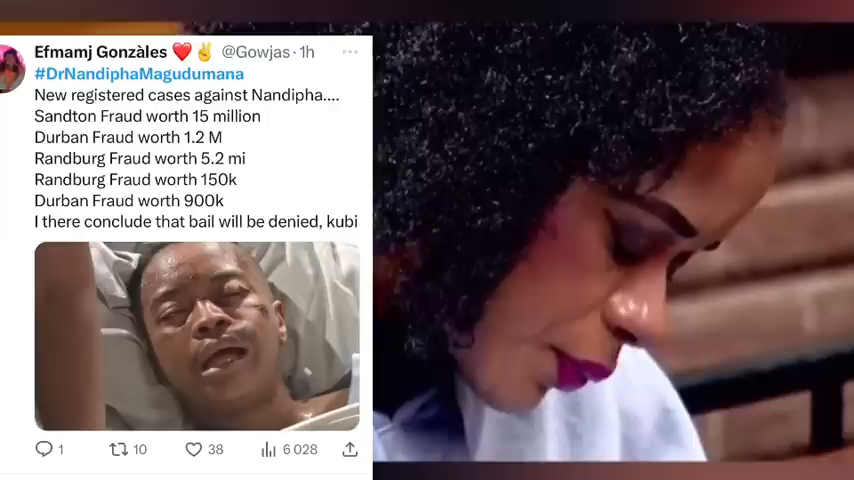 Efmamj Gonzàles ❤️✌️ @Gowjas · 1h
#DrNandiphaMagudumana
New registered cases against Nandipha....
Sandton Fraud worth 15 million
Durban Fraud worth 1.2 M
Randburg Fraud worth 5.2 mi
Randburg Fraud worth 150k
Durban Fraud worth 900k
I there conclude that bail will be denied, kubi
1 10 38 6 028